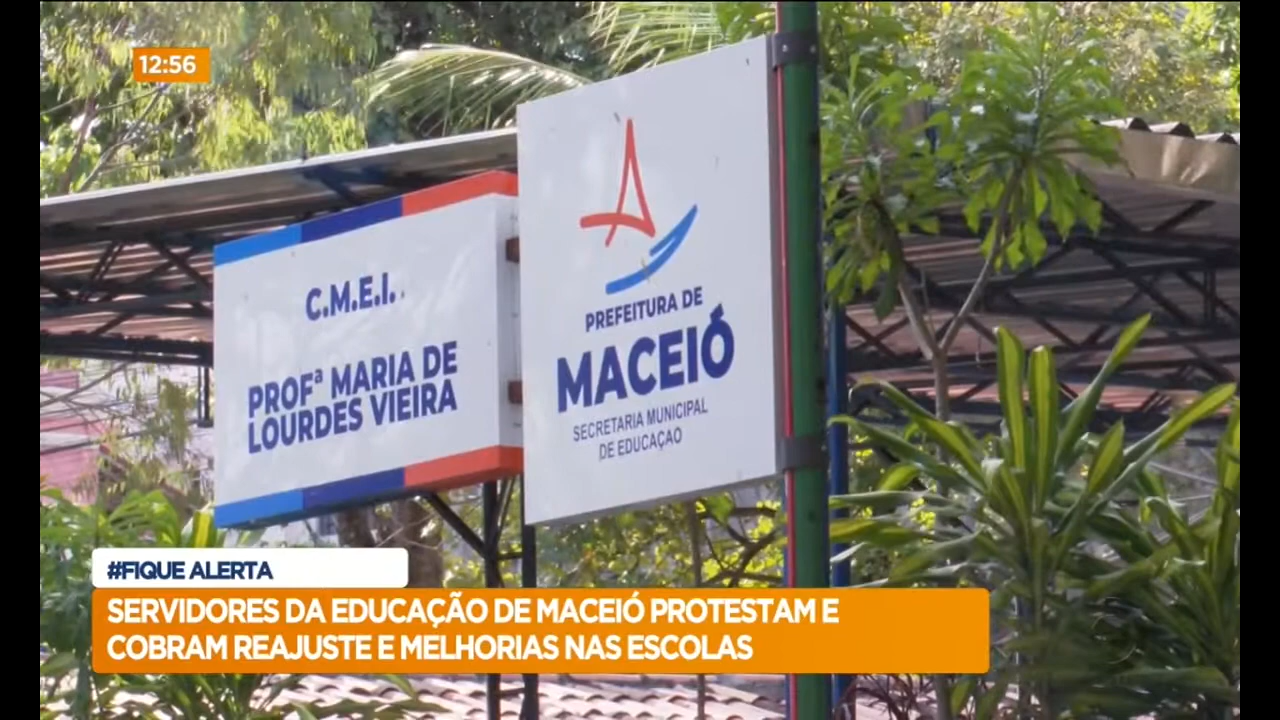 12:56
C.M.E.I.
PROFª MARIA DE
LOURDES VIEIRA
PREFEITURA DE
MACEIÓ
SECRETARIA MUNICIPAL
DE EDUCAÇÃO
#FIQUE ALERTA
SERVIDORES DA EDUCAÇÃO DE MACEIÓ PROTESTAM E
COBRAM REAJUSTE E MELHORIAS NAS ESCOLAS